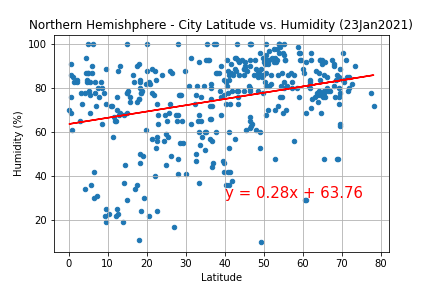 Northern Hemishphere - City Latitude vs. Humidity (23Jan2021)
100
80
60
40
20
Humidity (%)
y = 0.28x + 63.76
0 10 20 30 40 50 60 70 80
Latitude